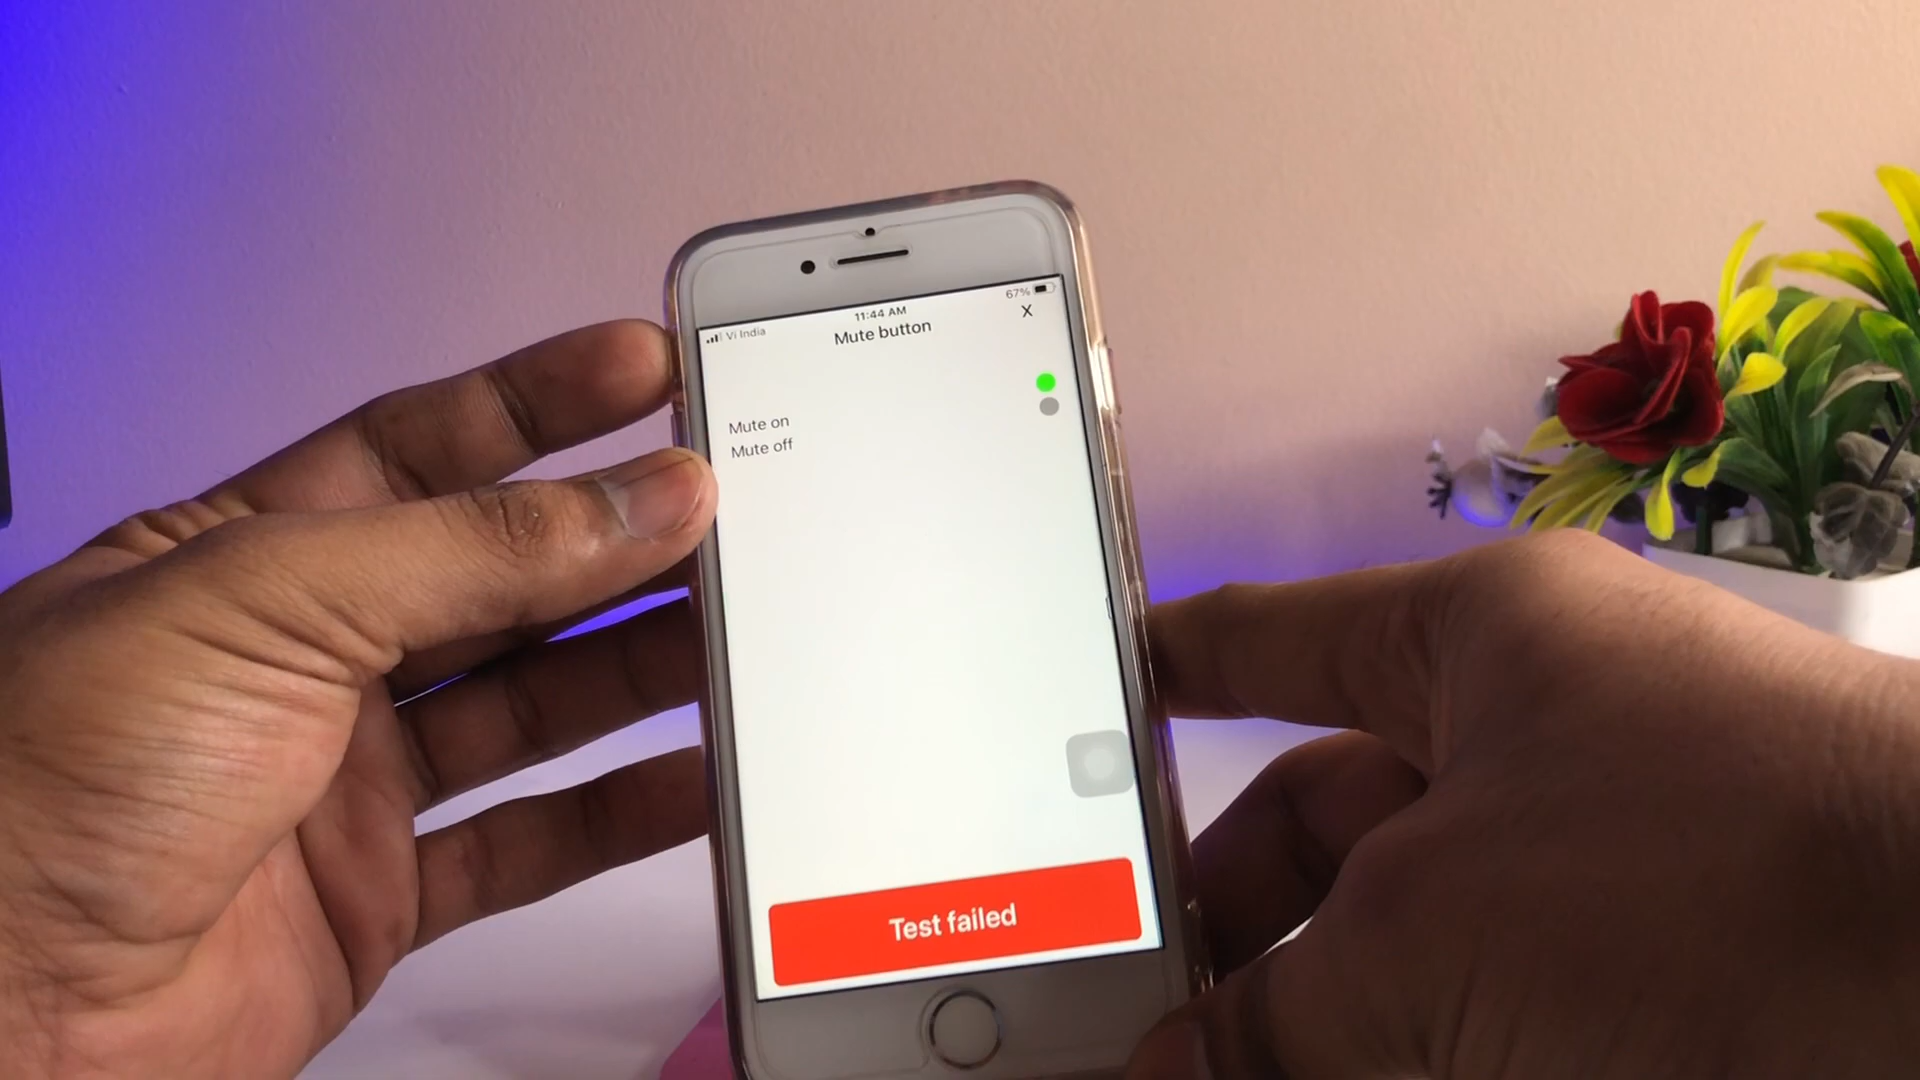 Vi India
11:44 AM
67%
Mute button
X
Mute on
Mute off
Test failed